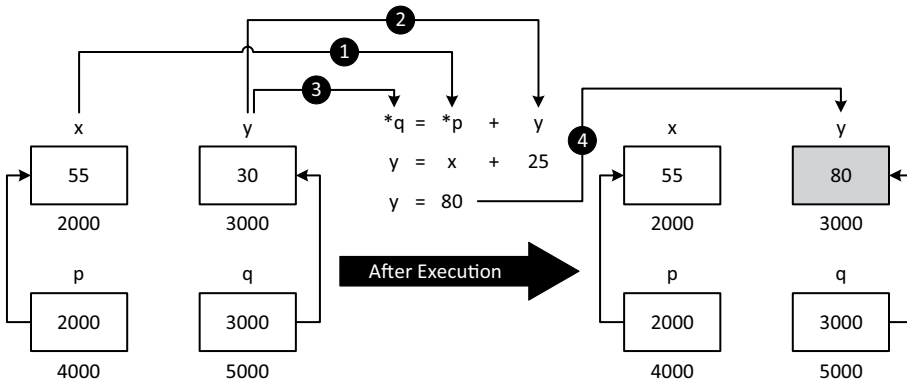 2
1
3
*q = *p + y
4
y = x + 25
y = 80
x y
55 30
2000 3000
p q
2000 3000
4000 5000
After Execution
x y
55 80
2000 3000
p q
2000 3000
4000 5000